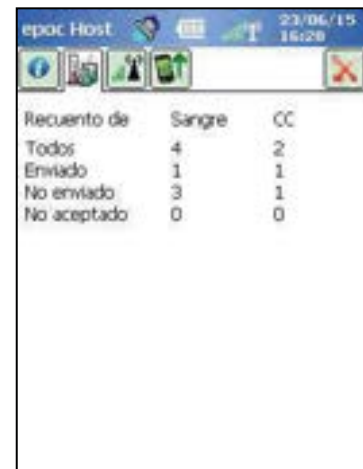 epoc Host 23/06/15
16:28
Recuento de Sangre CC
Todos 4 2
Enviado 1 1
No enviado 3 1
No aceptado 0 0